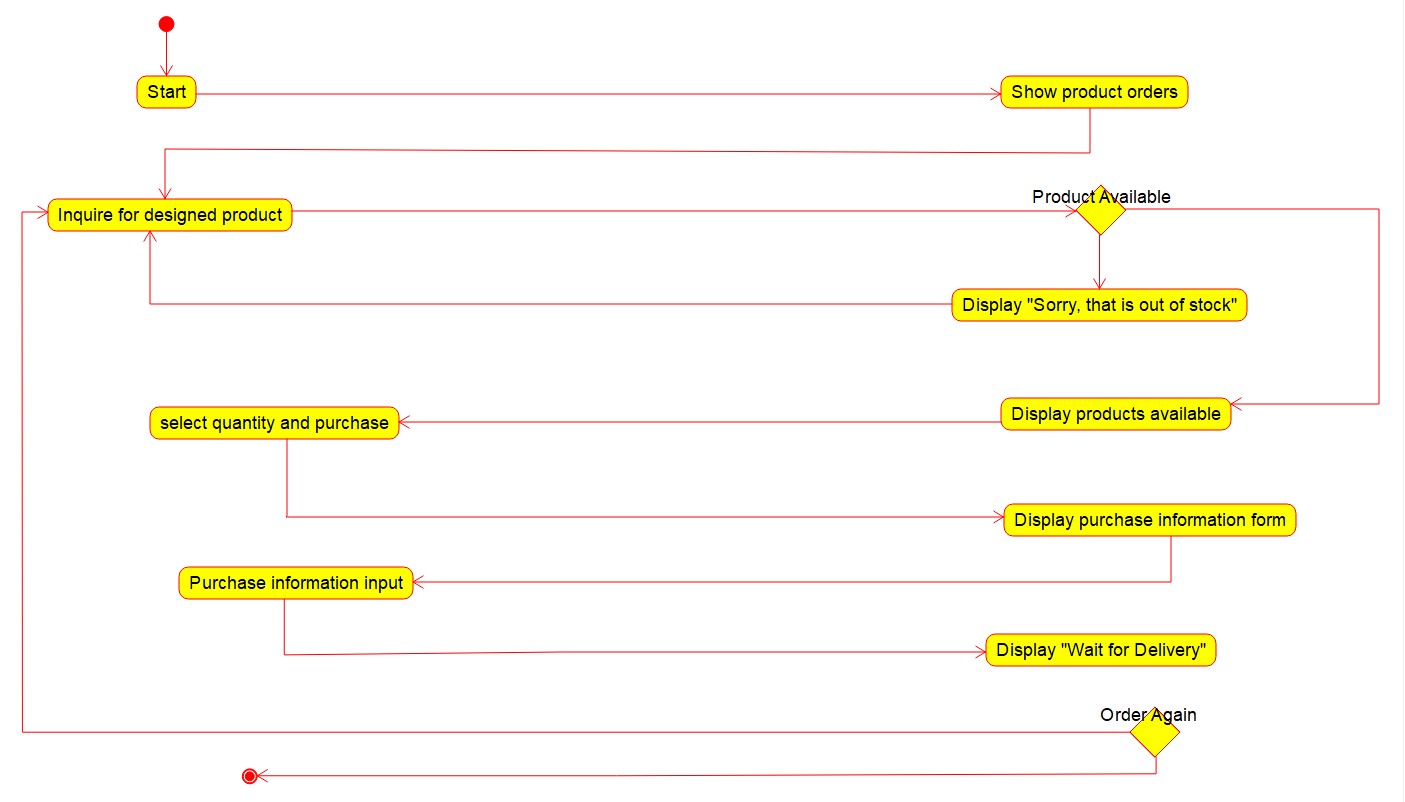 Start
Show product orders
Product Available
Inquire for designed product
Display "Sorry, that is out of stock"
Display products available
select quantity and purchase
Display purchase information form
Purchase information input
Display "Wait for Delivery"
Order Again